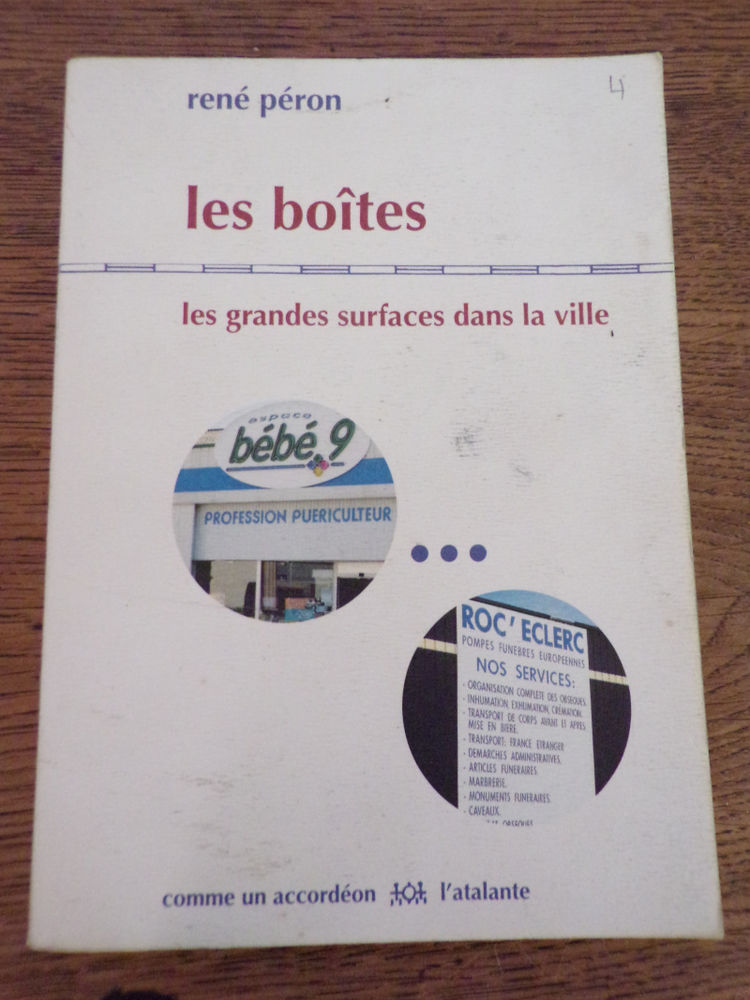 rené péron
4
les boîtes
les grandes surfaces dans la ville
espace
bébé.9
PROFESSION PUERICULTEUR
ROC' ECLERC
POMPES FUNEBRES EUROPEENNES
NOS SERVICES:
- ORGANISATION COMPLETE DES OBSEQUES.
- INHUMATION, EXHUMATION, CRÉMATION.
- TRANSPORT DE CORPS AVANT ET APRES
MISE EN BIERE.
- TRANSPORT: FRANCE ETRANGER
- DEMARCHES ADMINISTRATIVES.
- ARTICLES FUNERAIRES.
- MARBRERIE.
- MONUMENTS FUNERAIRES.
- CAVEAUX.
OBSEQUES
comme un accordéon l'atalante